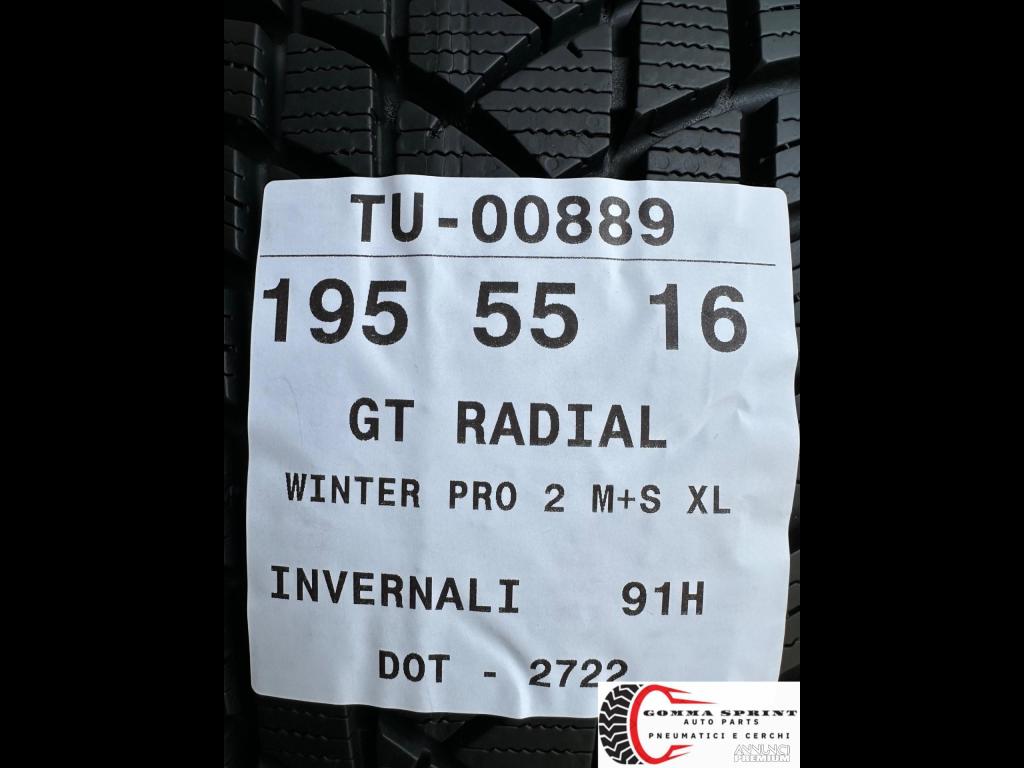 TU-00889
195 55 16
GT RADIAL
WINTER PRO 2 M+S XL
INVERNALI 91H
DOT - 2722
GOMMA SPRINT
AUTO PARTS
PNEUMATICI E CERCHI
ANNUNCI
PREMIUM